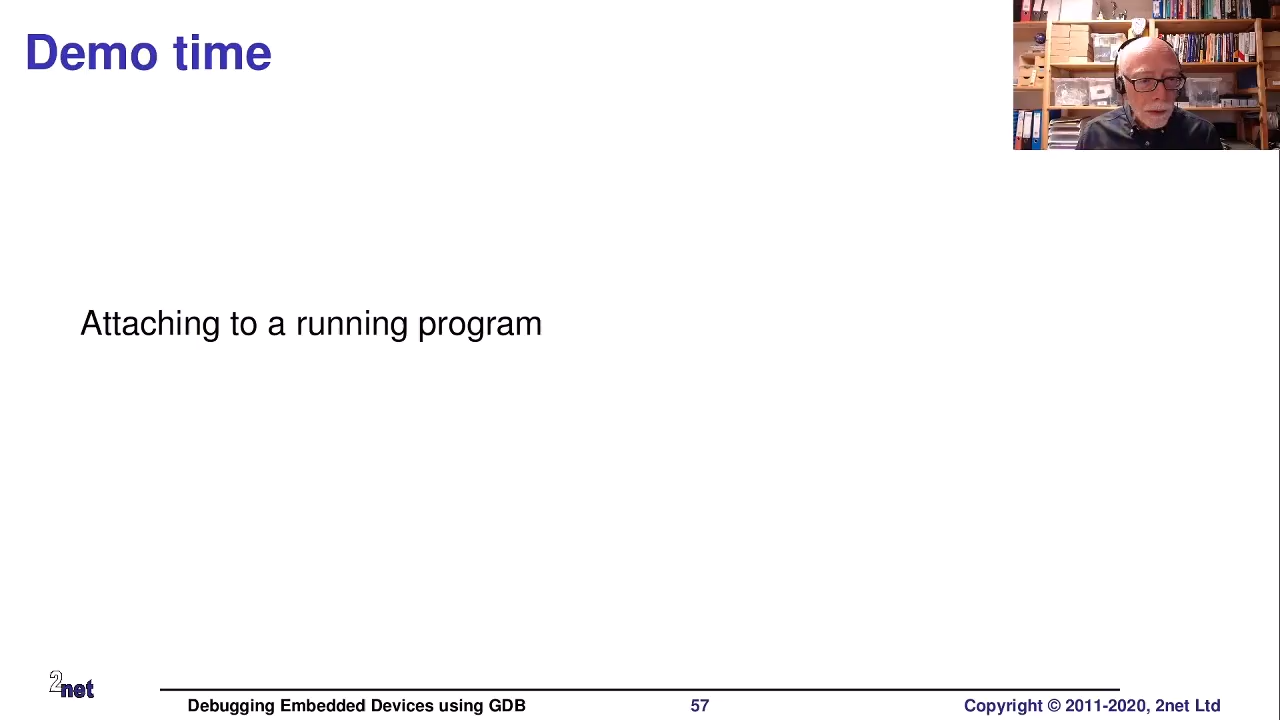 Demo time
Attaching to a running program
2net
Debugging Embedded Devices using GDB
57
Copyright © 2011-2020, 2net Ltd